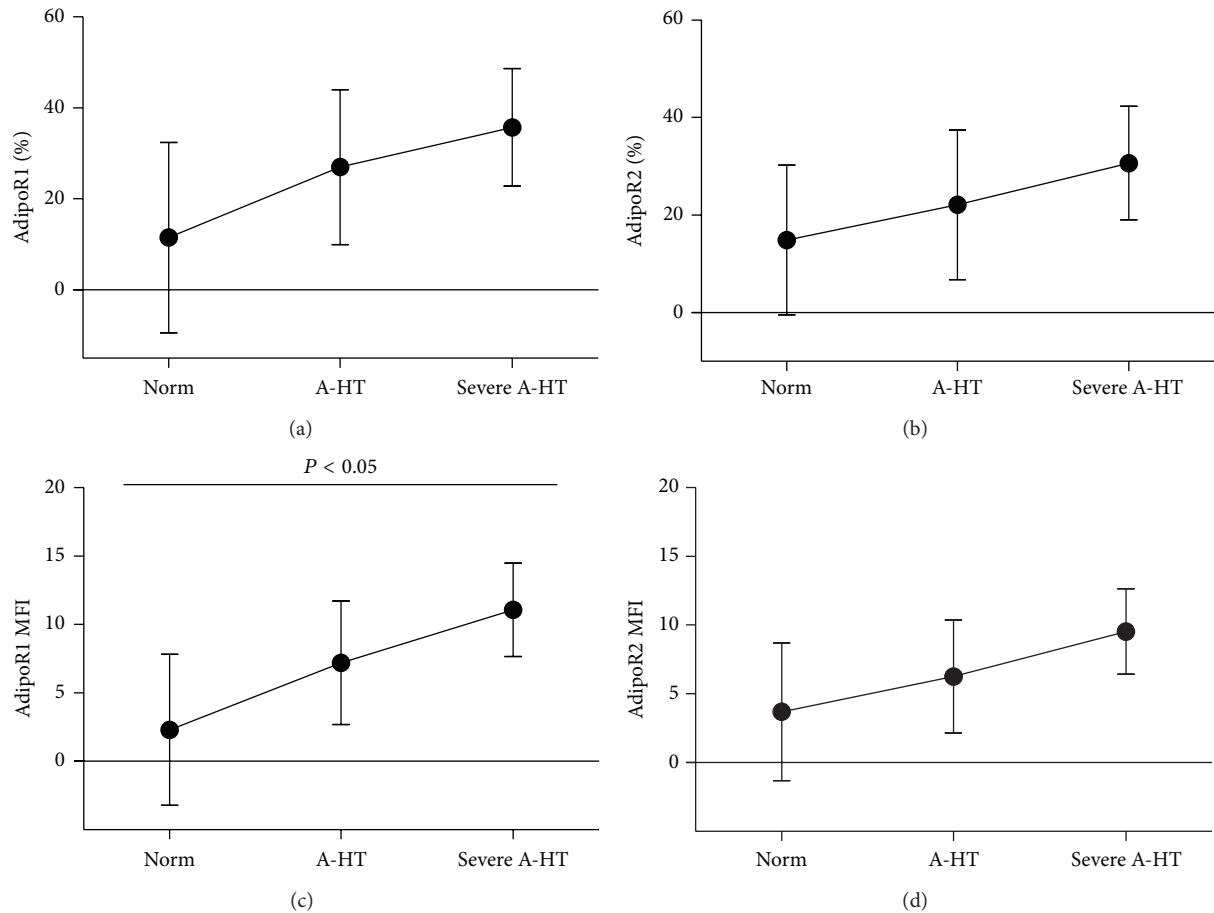 60
40
20
0
AdipoR1 (%)
Norm
A-HT
Severe A-HT
(a)
60
40
20
0
AdipoR2 (%)
Norm
A-HT
Severe A-HT
(b)
P < 0.05
20
15
10
5
0
AdipoR1 MFI
Norm
A-HT
Severe A-HT
(c)
20
15
10
5
0
AdipoR2 MFI
Norm
A-HT
Severe A-HT
(d)